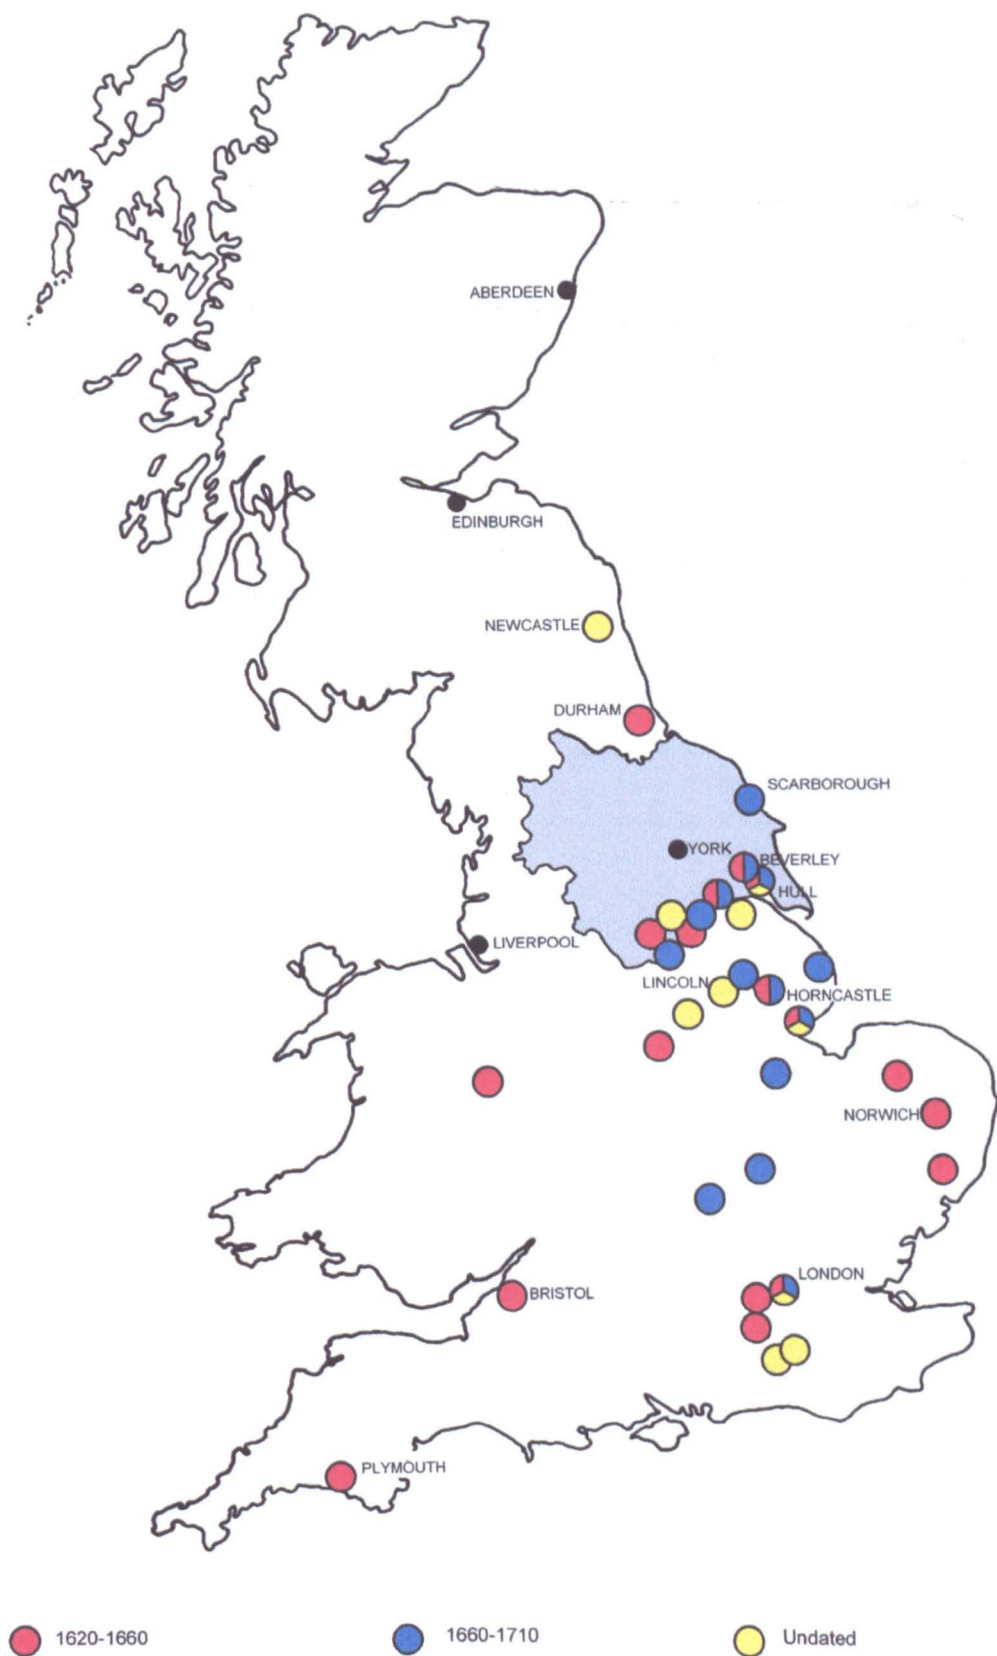 ABERDEEN
EDINBURGH
NEWCASTLE
DURHAM
SCARBOROUGH
YORK
BEVERLEY
HULL
LIVERPOOL
LINCOLN
HORNCASTLE
NORWICH
LONDON
BRISTOL
PLYMOUTH
1620-1660
1660-1710
Undated